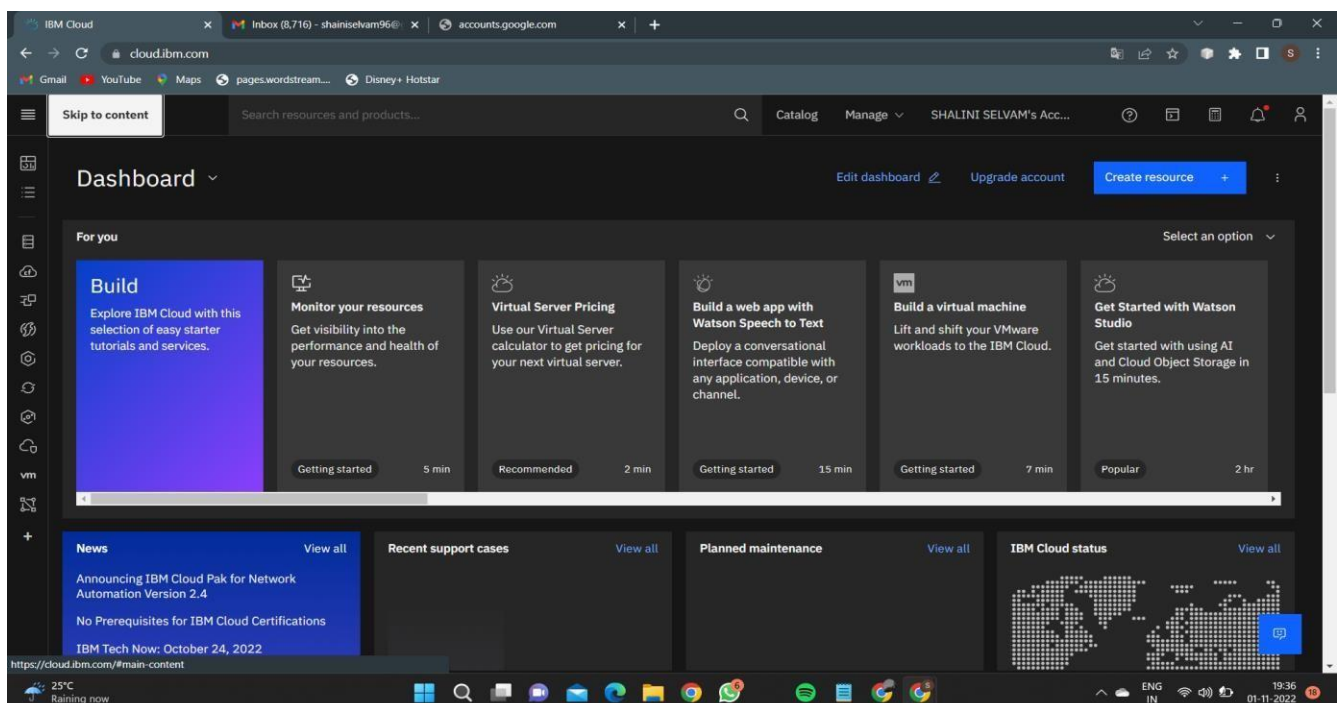 IBM Cloud
Inbox (8,716) - shainiselvam96@
accounts.google.com
cloud.ibm.com
Gmail
YouTube
Maps
pages.wordstream....
Disney+ Hotstar
S
Skip to content
Search resources and products...
Catalog
Manage
SHALINI SELVAM's Acc...
Dashboard
Edit dashboard
Upgrade account
Create resource +
For you
Select an option
Build
Explore IBM Cloud with this
selection of easy starter
tutorials and services.
Monitor your resources
Get visibility into the
performance and health of
your resources.
Getting started
5 min
Virtual Server Pricing
Use our Virtual Server
calculator to get pricing for
your next virtual server.
Recommended
2 min
Build a web app with
Watson Speech to Text
Deploy a conversational
interface compatible with
any application, device, or
channel.
Getting started
15 min
vm
Build a virtual machine
Lift and shift your VMware
workloads to the IBM Cloud.
Getting started
7 min
Get Started with Watson
Studio
Get started with using AI
and Cloud Object Storage in
15 minutes.
Popular
2 hr
vm
News
View all
Announcing IBM Cloud Pak for Network
Automation Version 2.4
No Prerequisites for IBM Cloud Certifications
IBM Tech Now: October 24, 2022
Recent support cases
View all
Planned maintenance
View all
IBM Cloud status
View all
https://cloud.ibm.com/#main-content
25°C
Raining now
ENG
IN
19:36
01-11-2022
18